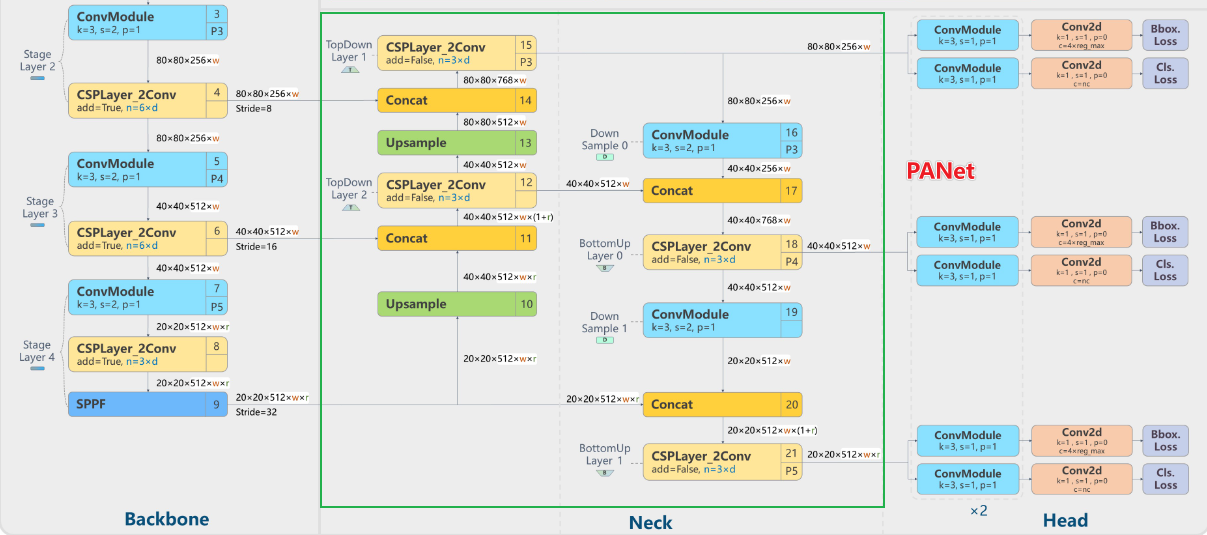 ConvModule
k=3, s=2, p=1
3
P3
Stage
Layer 2
80×80×256×w
CSPLayer_2Conv
add=True, n=6×d
4
80×80×256×w
Stride=8
80×80×256×w
ConvModule
k=3, s=2, p=1
5
P4
Stage
Layer 3
40×40×512×w
CSPLayer_2Conv
add=True, n=6×d
6
40×40×512×w
Stride=16
40×40×512×w
ConvModule
k=3, s=2, p=1
7
P5
Stage
Layer 4
20×20×512×w×r
CSPLayer_2Conv
add=True, n=3×d
8
20×20×512×w×r
SPPF
9
20×20×512×w×r
Stride=32
Backbone
TopDown
Layer 1
T
CSPLayer_2Conv
add=False, n=3×d
15
P3
80×80×256×w
80×80×768×w
Concat
14
80×80×512×w
Upsample
13
40×40×512×w
TopDown
Layer 2
T
CSPLayer_2Conv
add=False, n=3×d
12
40×40×512×w
40×40×512×w×(1+r)
Concat
11
40×40×512×w×r
Upsample
10
20×20×512×w×r
80×80×256×w
Down
Sample 0
D
ConvModule
k=3, s=2, p=1
16
P3
40×40×256×w
Concat
17
40×40×768×w
BottomUp
Layer 0
B
CSPLayer_2Conv
add=False, n=3×d
18
P4
40×40×512×w
40×40×512×w
Down
Sample 1
D
ConvModule
k=3, s=2, p=1
19
20×20×512×w
20×20×512×w×r
Concat
20
20×20×512×w×(1+r)
BottomUp
Layer 1
B
CSPLayer_2Conv
add=False, n=3×d
21
P5
20×20×512×w×r
Neck
PANet
ConvModule
k=3, s=1, p=1
Conv2d
k=1, s=1, p=0
c=4×reg_max
Bbox.
Loss
ConvModule
k=3, s=1, p=1
Conv2d
k=1, s=1, p=0
c=nc
Cls.
Loss
ConvModule
k=3, s=1, p=1
Conv2d
k=1, s=1, p=0
c=4×reg_max
Bbox.
Loss
ConvModule
k=3, s=1, p=1
Conv2d
k=1, s=1, p=0
c=nc
Cls.
Loss
ConvModule
k=3, s=1, p=1
Conv2d
k=1, s=1, p=0
c=4×reg_max
Bbox.
Loss
ConvModule
k=3, s=1, p=1
Conv2d
k=1, s=1, p=0
c=nc
Cls.
Loss
×2
Head